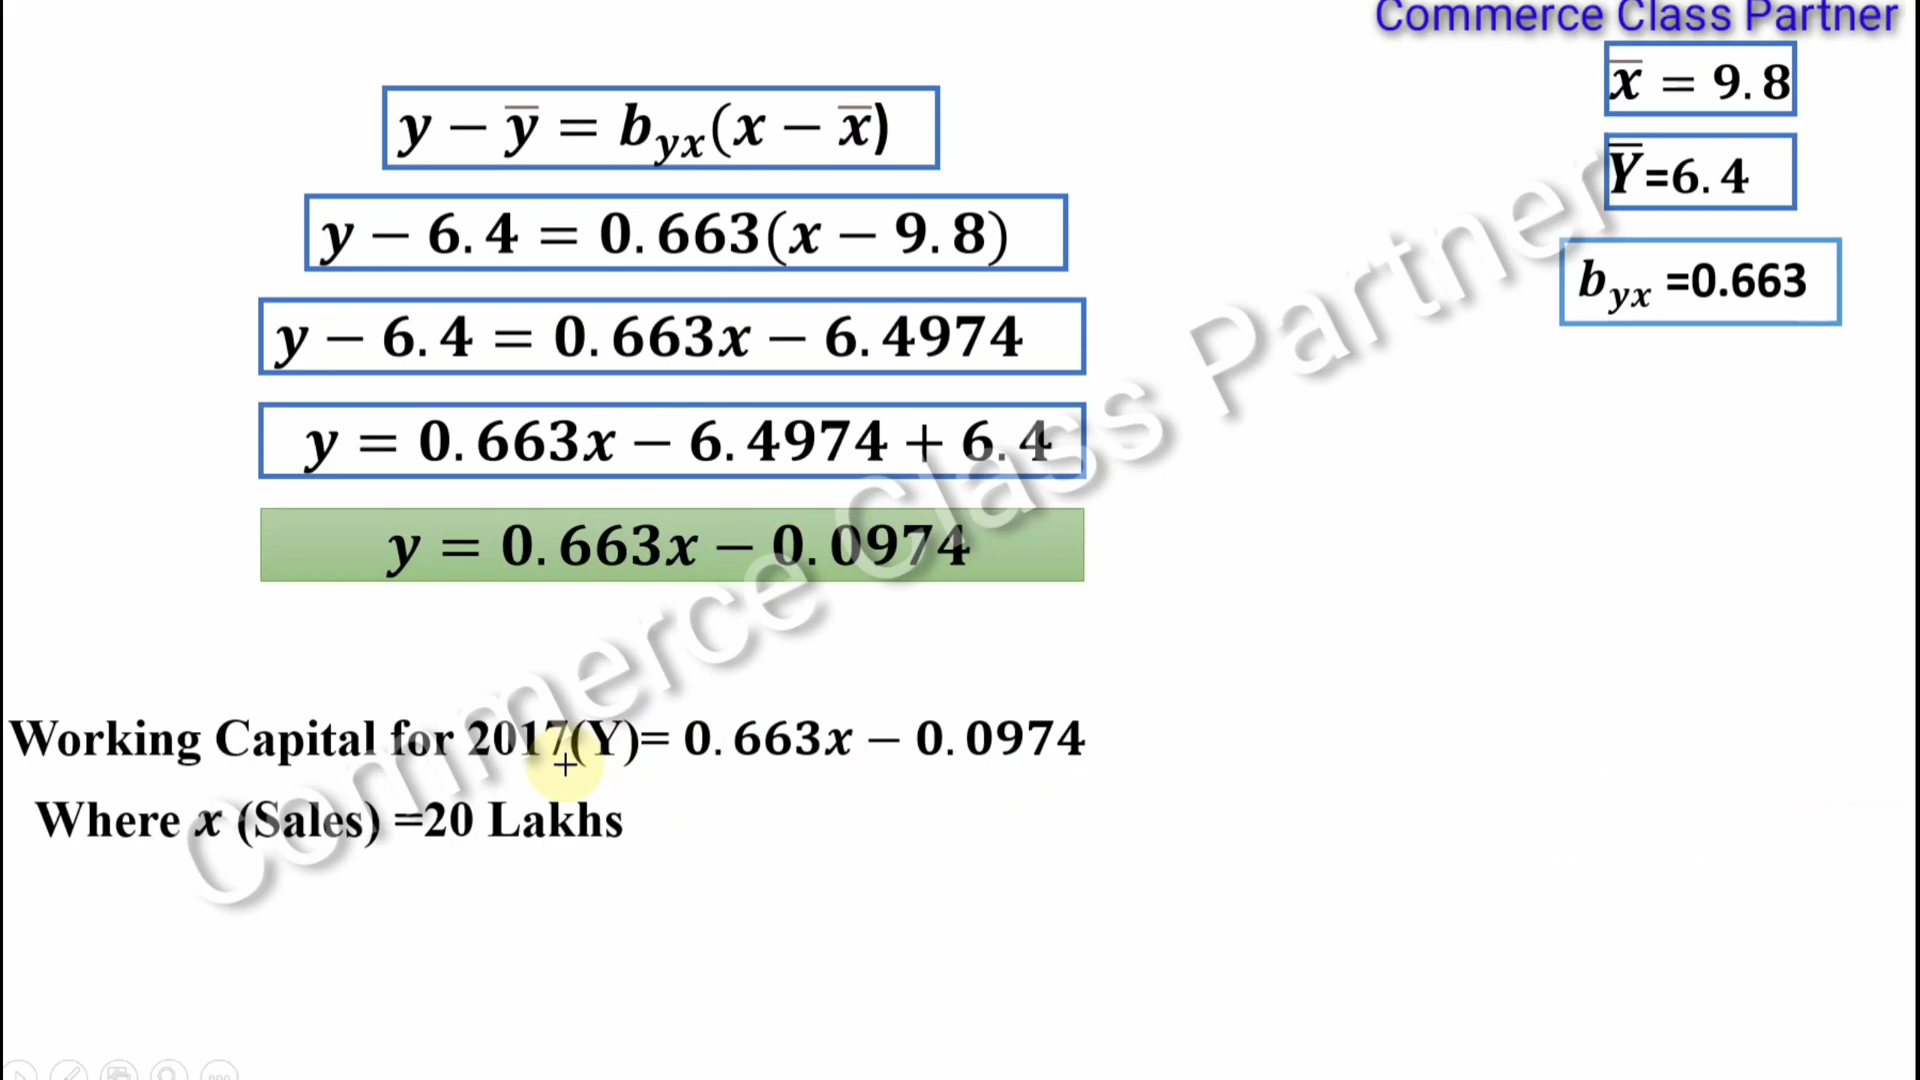 Commerce Class Partner
x̅ = 9.8
y − y̅ = b_yx(x − x̅)
Y̅=6.4
y − 6.4 = 0.663(x − 9.8)
b_yx =0.663
y − 6.4 = 0.663x − 6.4974
y = 0.663x − 6.4974 + 6.4
y = 0.663x − 0.0974
Working Capital for 2017(Y)= 0.663x − 0.0974
Where x (Sales) =20 Lakhs
Commerce Class Partner